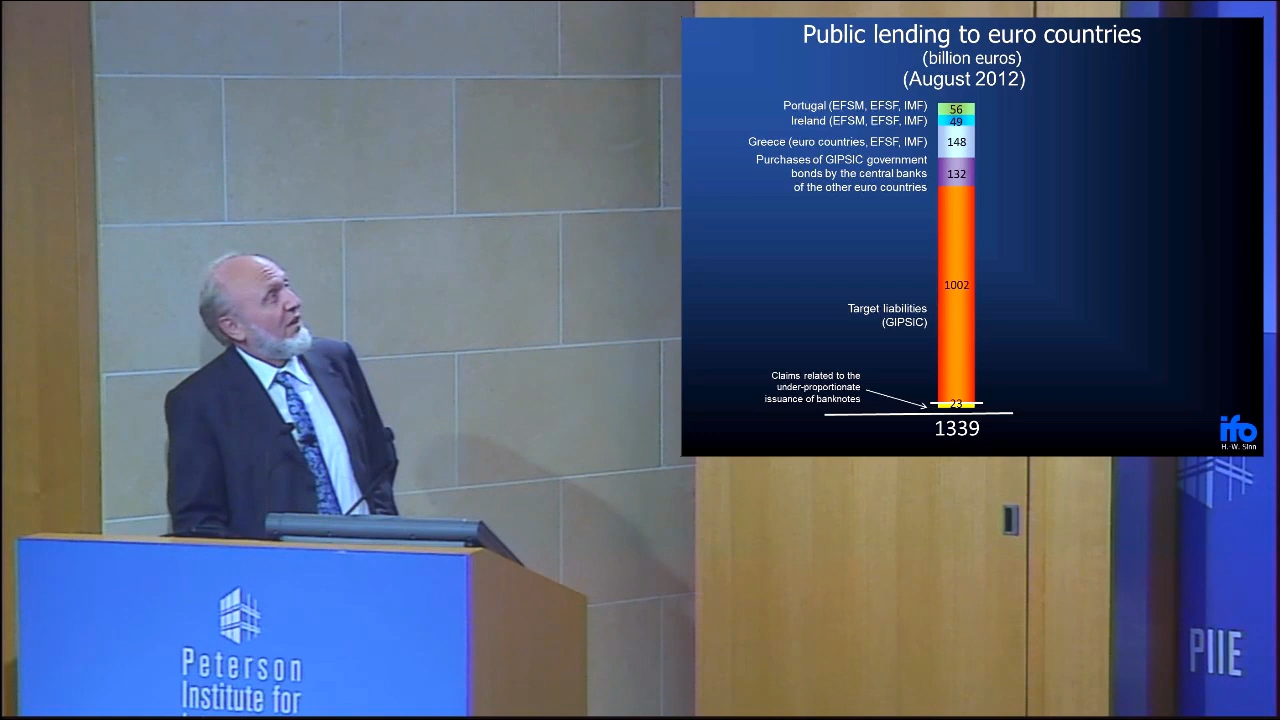 Public lending to euro countries
(billion euros)
(August 2012)
Portugal (EFSM, EFSF, IMF)
56
Ireland (EFSM, EFSF, IMF)
49
Greece (euro countries, EFSF, IMF)
148
Purchases of GIPSIC government
bonds by the central banks
of the other euro countries
132
1002
Target liabilities
(GIPSIC)
Claims related to the
under-proportionate
issuance of banknotes
23
1339
ifo
H.-W. Sinn
Peterson
Institute for
PIIE